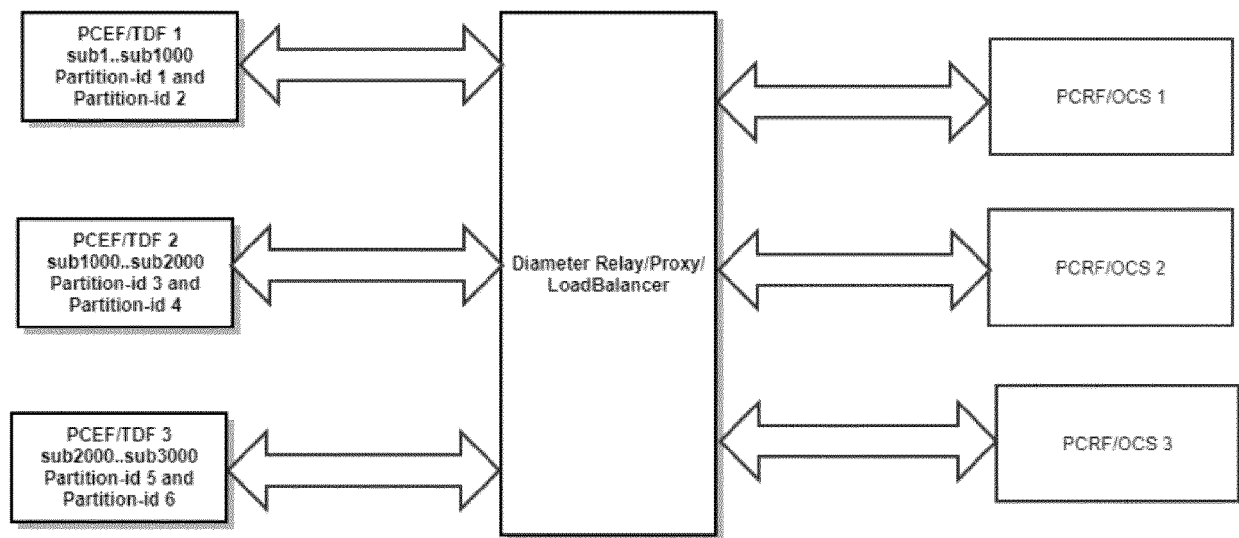 PCEF/TDF 1
sub1..sub1000
Partition-id 1 and
Partition-id 2
PCEF/TDF 2
sub1000..sub2000
Partition-id 3 and
Partition-id 4
PCEF/TDF 3
sub2000..sub3000
Partition-id 5 and
Partition-id 6
Diameter Relay/Proxy/
LoadBalancer
PCRF/OCS 1
PCRF/OCS 2
PCRF/OCS 3